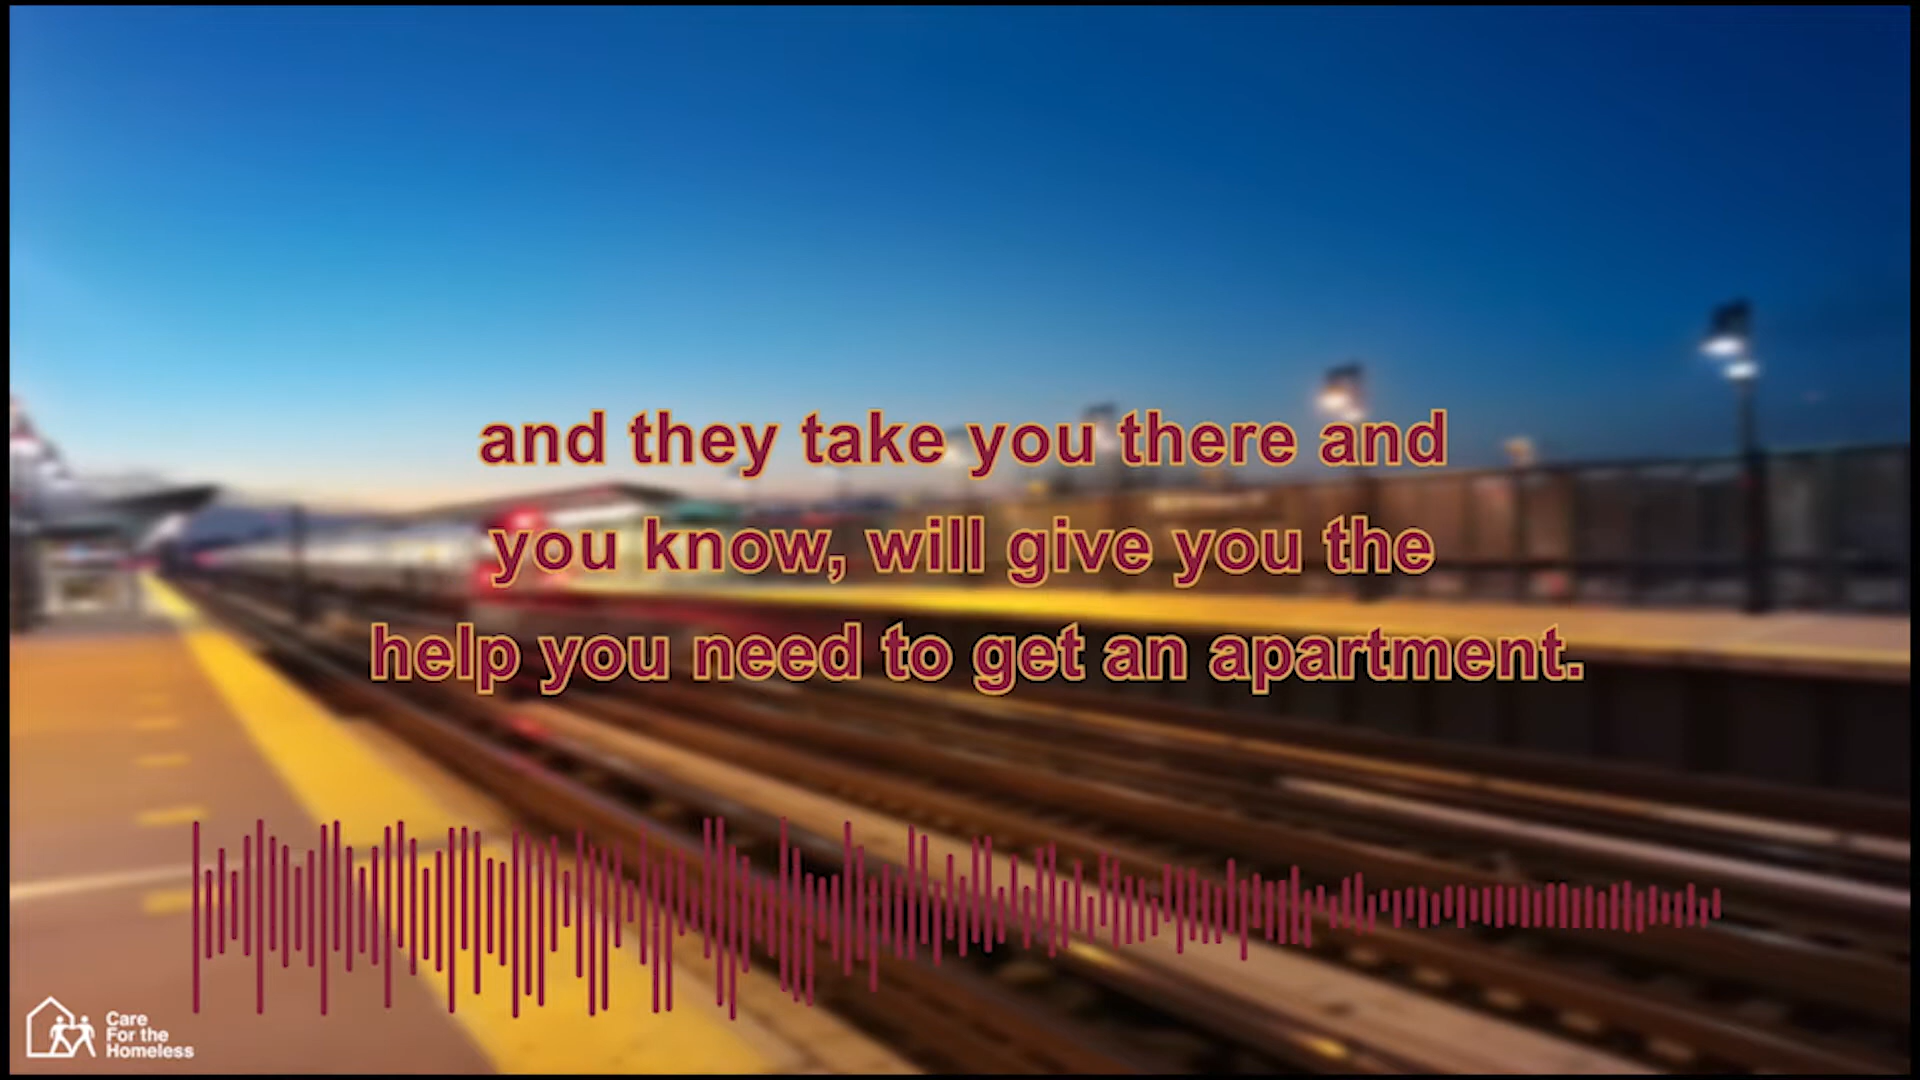 and they take you there and
you know, will give you the
help you need to get an apartment.
Care
For the
Homeless